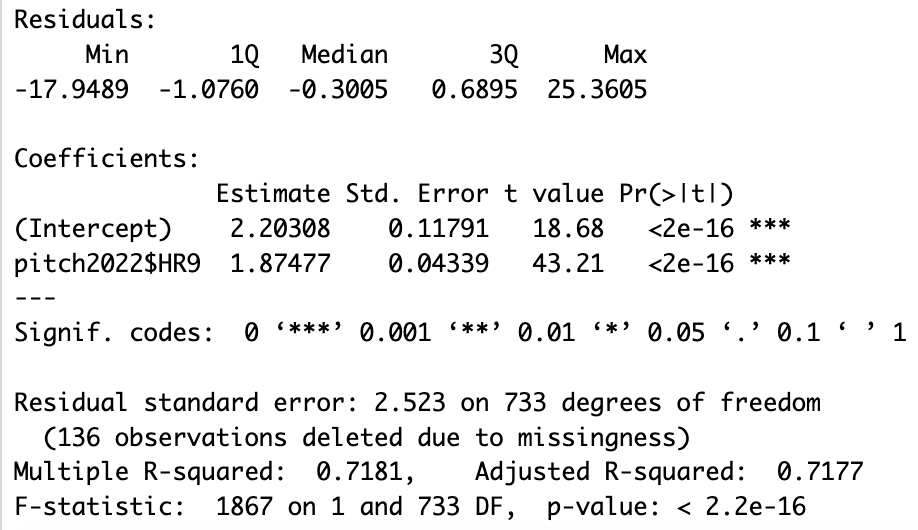 Residuals:
     Min       1Q   Median       3Q      Max
-17.9489  -1.0760  -0.3005   0.6895  25.3605
Coefficients:
              Estimate Std. Error t value Pr(>|t|)
(Intercept)    2.20308    0.11791   18.68   <2e-16 ***
pitch2022$HR9  1.87477    0.04339   43.21   <2e-16 ***
---
Signif. codes:  0 ‘***’ 0.001 ‘**’ 0.01 ‘*’ 0.05 ‘.’ 0.1 ‘ ’ 1
Residual standard error: 2.523 on 733 degrees of freedom
  (136 observations deleted due to missingness)
Multiple R-squared:  0.7181,    Adjusted R-squared:  0.7177
F-statistic:  1867 on 1 and 733 DF,  p-value: < 2.2e-16